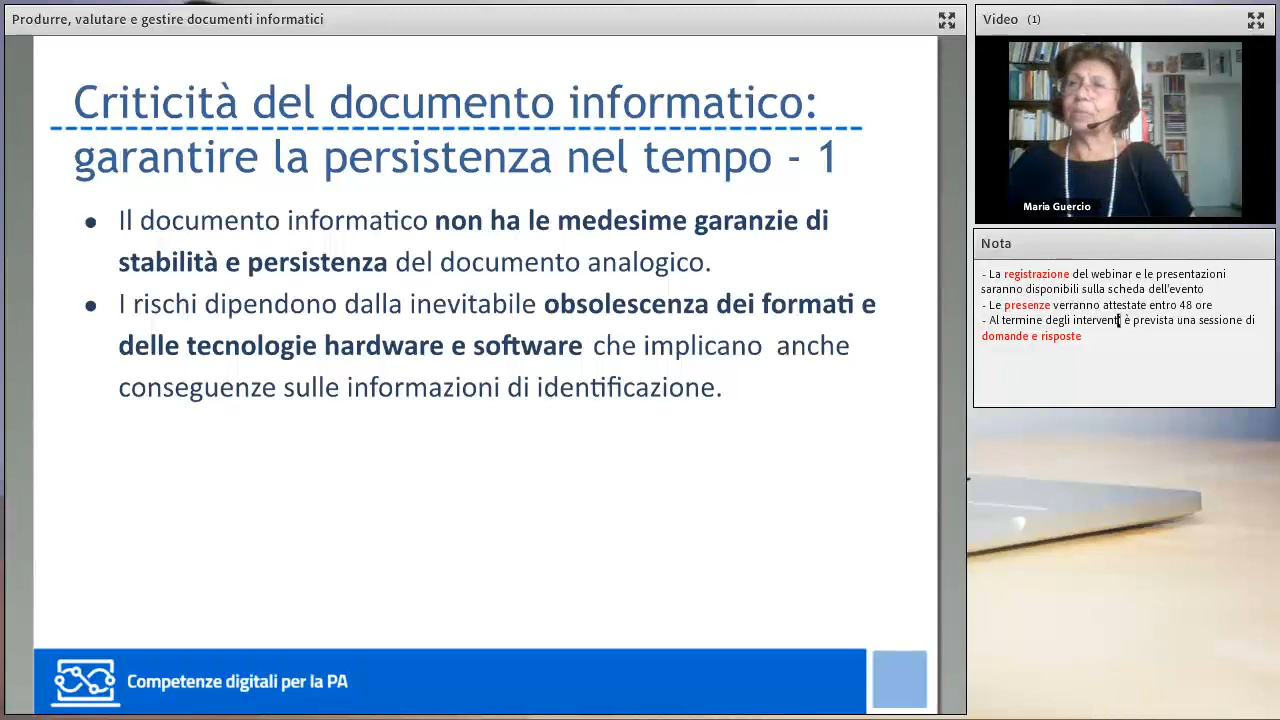 Produrre, valutare e gestire documenti informatici
Criticità del documento informatico:
garantire la persistenza nel tempo - 1
● Il documento informatico non ha le medesime garanzie di
stabilità e persistenza del documento analogico.
● I rischi dipendono dalla inevitabile obsolescenza dei formati e
delle tecnologie hardware e software che implicano anche
conseguenze sulle informazioni di identificazione.
Competenze digitali per la PA
Video (1)
Maria Guercio
Nota
- La registrazione del webinar e le presentazioni
saranno disponibili sulla scheda dell'evento
- Le presenze verranno attestate entro 48 ore
- Al termine degli interventi è prevista una sessione di
domande e risposte